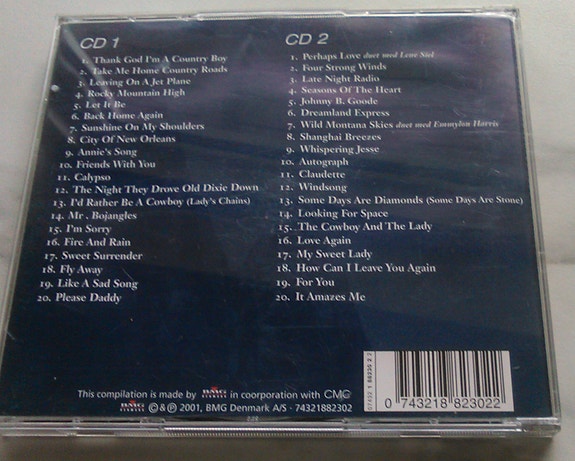 CD 1
1. Thank God I'm A Country Boy
2. Take Me Home Country Roads
3. Leaving On A Jet Plane
4. Rocky Mountain High
5. Let It Be
6. Back Home Again
7. Sunshine On My Shoulders
8. City Of New Orleans
9. Annie's Song
10. Friends With You
11. Calypso
12. The Night They Drove Old Dixie Down
13. I'd Rather Be A Cowboy (Lady's Chains)
14. Mr. Bojangles
15. I'm Sorry
16. Fire And Rain
17. Sweet Surrender
18. Fly Away
19. Like A Sad Song
20. Please Daddy
CD 2
1. Perhaps Love duet med Lene Siel
2. Four Strong Winds
3. Late Night Radio
4. Seasons Of The Heart
5. Johnny B. Goode
6. Dreamland Express
7. Wild Montana Skies duet med Emmylou Harris
8. Shanghai Breezes
9. Whispering Jesse
10. Autograph
11. Claudette
12. Windsong
13. Some Days Are Diamonds (Some Days Are Stone)
14. Looking For Space
15. The Cowboy And The Lady
16. Love Again
17. My Sweet Lady
18. How Can I Leave You Again
19. For You
20. It Amazes Me
This compilation is made by BMG in coorporation with CMC
BMG © & ℗ 2001, BMG Denmark A/S · 74321882302
0 743218 823022